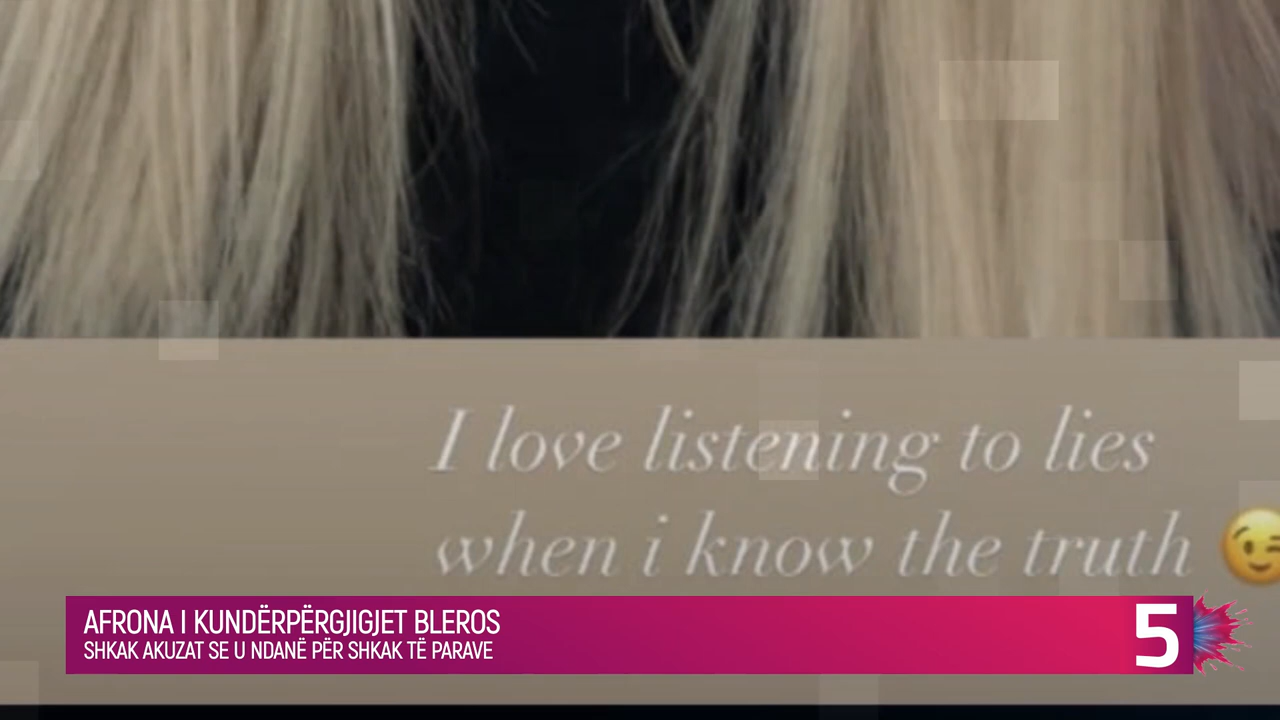 I love listening to lies
when i know the truth 😉
AFRONA I KUNDËRPËRGJIGJET BLEROS
SHKAK AKUZAT SE U NDANË PËR SHKAK TË PARAVE
5